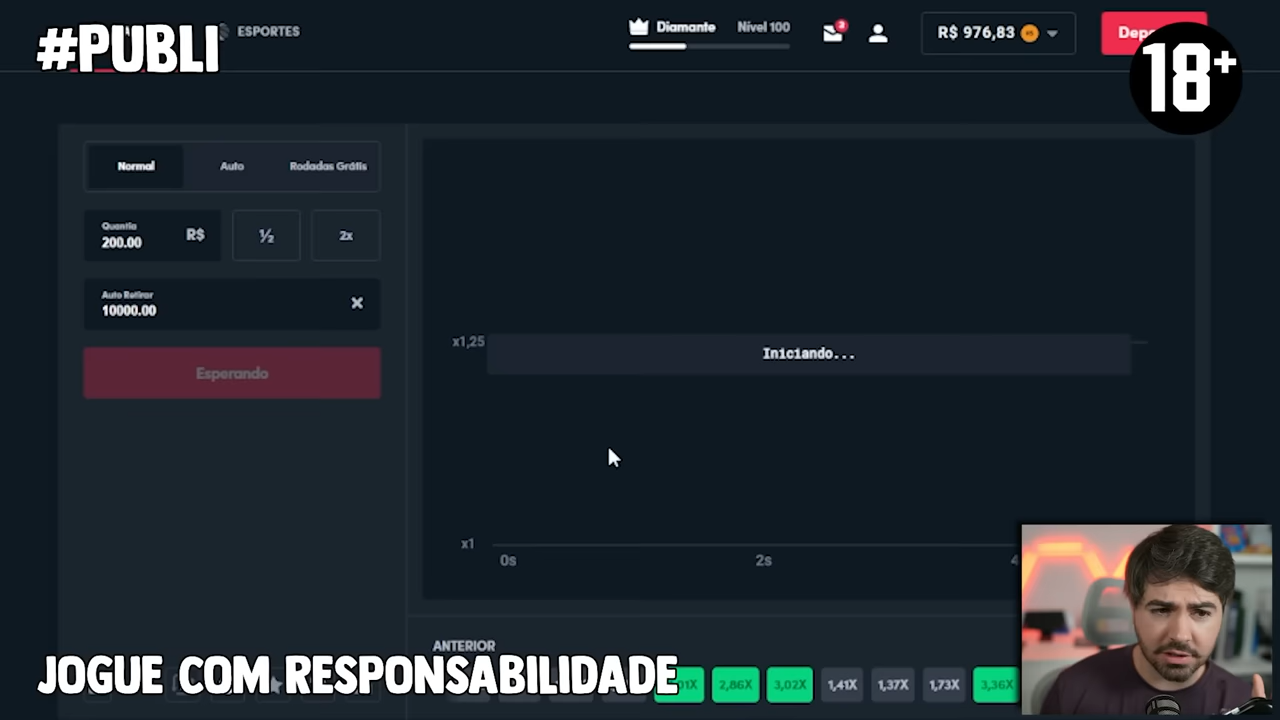 #PUBLI
ESPORTES
Diamante
Nível 100
3
R$ 976,83
18+
Normal
Auto
Rodadas Grátis
Quantia
200.00
R$
½
2x
Auto Retirar
10000.00
Esperando
x1,25
Iniciando...
x1
0s
2s
ANTERIOR
JOGUE COM RESPONSABILIDADE
2,86X
3,02X
1,41X
1,37X
1,73X
3,36X